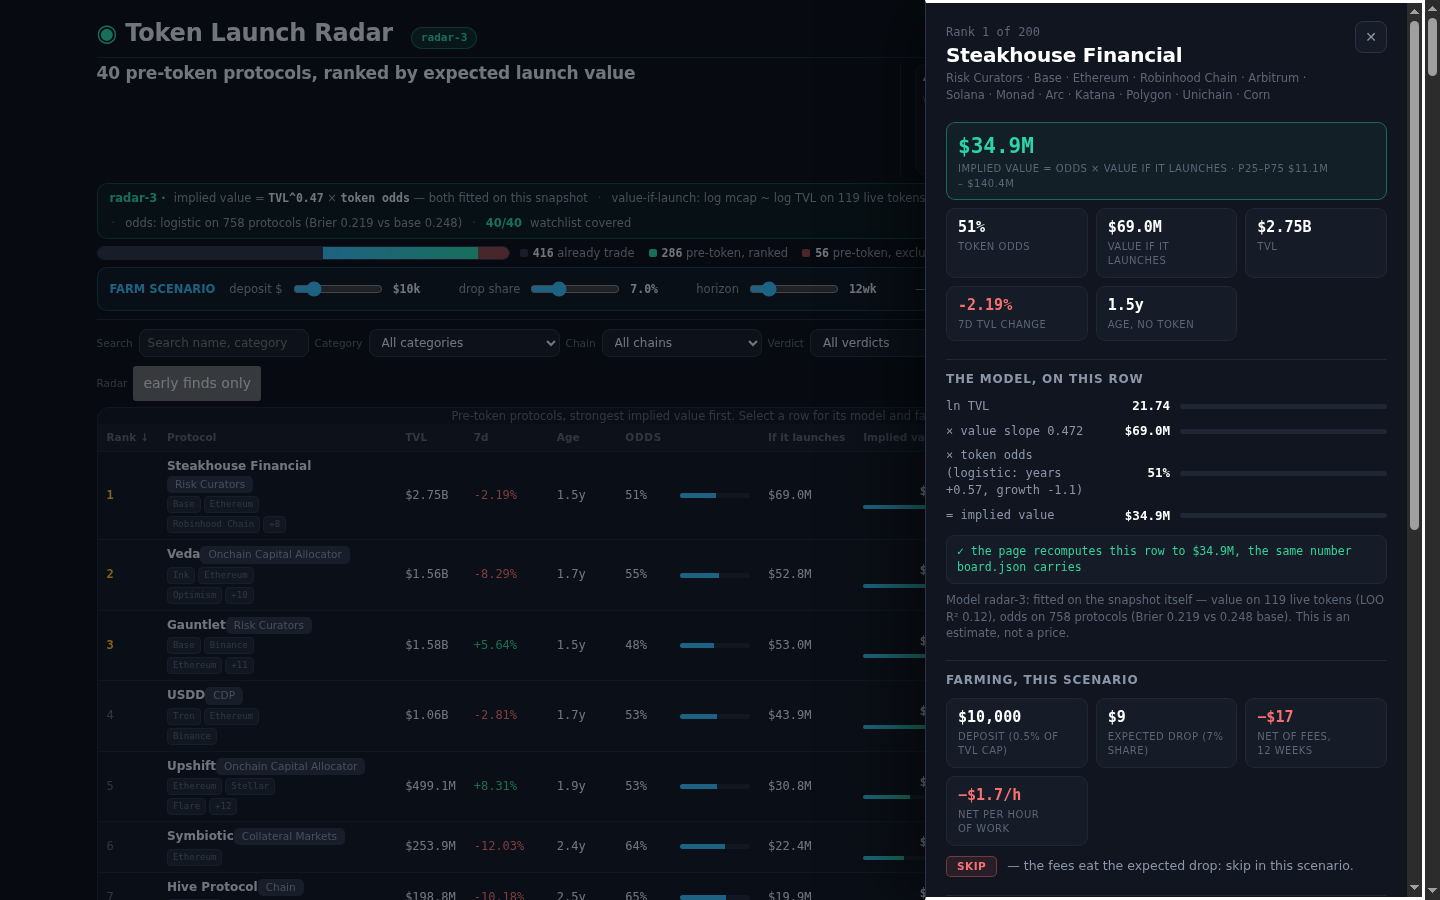 ◉ Token Launch Radar radar-3
40 pre-token protocols, ranked by expected launch value
radar-3 · implied value = TVL^0.47 × token odds — both fitted on this snapshot · value-if-launch: log mcap ~ log TVL on 119 live tokens
· odds: logistic on 758 protocols (Brier 0.219 vs base 0.248) · 40/40 watchlist covered
416 already trade 286 pre-token, ranked 56 pre-token, exclu
FARM SCENARIO deposit $ $10k drop share 7.0% horizon 12wk —
Search Search name, category Category All categories Chain All chains Verdict All verdicts
Radar early finds only
Pre-token protocols, strongest implied value first. Select a row for its model and fa
Rank ↓ Protocol TVL 7d Age ODDS If it launches Implied va
Steakhouse Financial
Risk Curators
1 $2.75B -2.19% 1.5y 51% $69.0M $
Base Ethereum
Robinhood Chain +8
Veda Onchain Capital Allocator
2 $1.56B -8.29% 1.7y 55% $52.8M $
Ink Ethereum
Optimism +10
Gauntlet Risk Curators
3 $1.58B +5.64% 1.5y 48% $53.0M $
Base Binance
Ethereum +11
USDD CDP
4 $1.06B -2.81% 1.7y 53% $43.9M $
Tron Ethereum
Binance
Upshift Onchain Capital Allocator
5 $499.1M +8.31% 1.9y 53% $30.8M $
Ethereum Stellar
Flare +12
Symbiotic Collateral Markets
6 $253.9M -12.03% 2.4y 64% $22.4M $
Ethereum
Hive Protocol Chain
7 $198.8M -10.18% 2.5y 65% $19.9M $
Rank 1 of 200
✕
Steakhouse Financial
Risk Curators · Base · Ethereum · Robinhood Chain · Arbitrum ·
Solana · Monad · Arc · Katana · Polygon · Unichain · Corn
$34.9M
IMPLIED VALUE = ODDS × VALUE IF IT LAUNCHES · P25–P75 $11.1M
– $140.4M
51%
TOKEN ODDS
$69.0M
VALUE IF IT
LAUNCHES
$2.75B
TVL
-2.19%
7D TVL CHANGE
1.5y
AGE, NO TOKEN
THE MODEL, ON THIS ROW
ln TVL 21.74
× value slope 0.472 $69.0M
× token odds
(logistic: years 51%
+0.57, growth -1.1)
= implied value $34.9M
✓ the page recomputes this row to $34.9M, the same number
board.json carries
Model radar-3: fitted on the snapshot itself — value on 119 live tokens (LOO
R² 0.12), odds on 758 protocols (Brier 0.219 vs 0.248 base). This is an
estimate, not a price.
FARMING, THIS SCENARIO
$10,000
DEPOSIT (0.5% OF
TVL CAP)
$9
EXPECTED DROP (7%
SHARE)
−$17
NET OF FEES,
12 WEEKS
−$1.7/h
NET PER HOUR
OF WORK
SKIP — the fees eat the expected drop: skip in this scenario.